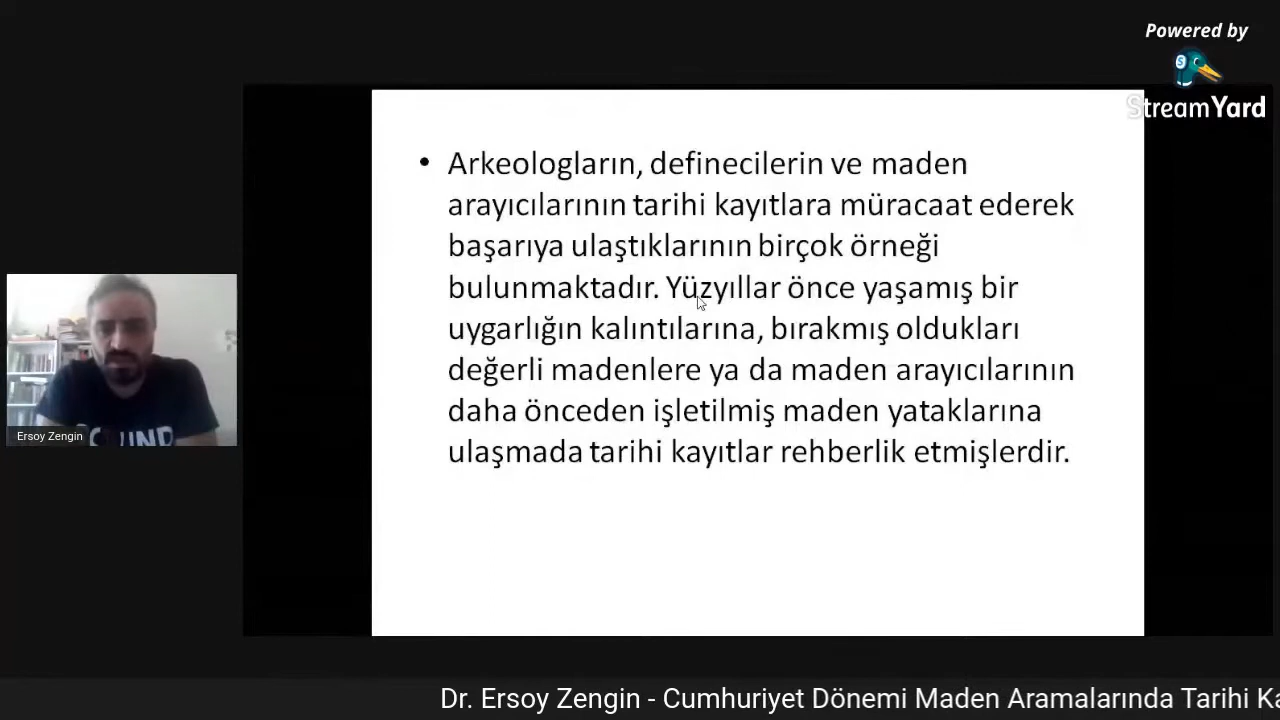 Powered by
StreamYard
• Arkeologların, definecilerin ve maden
arayıcılarının tarihi kayıtlara müracaat ederek
başarıya ulaştıklarının birçok örneği
bulunmaktadır. Yüzyıllar önce yaşamış bir
uygarlığın kalıntılarına, bırakmış oldukları
değerli madenlere ya da maden arayıcılarının
daha önceden işletilmiş maden yataklarına
ulaşmada tarihi kayıtlar rehberlik etmişlerdir.
Ersoy Zengin
Dr. Ersoy Zengin - Cumhuriyet Dönemi Maden Aramalarında Tarihi